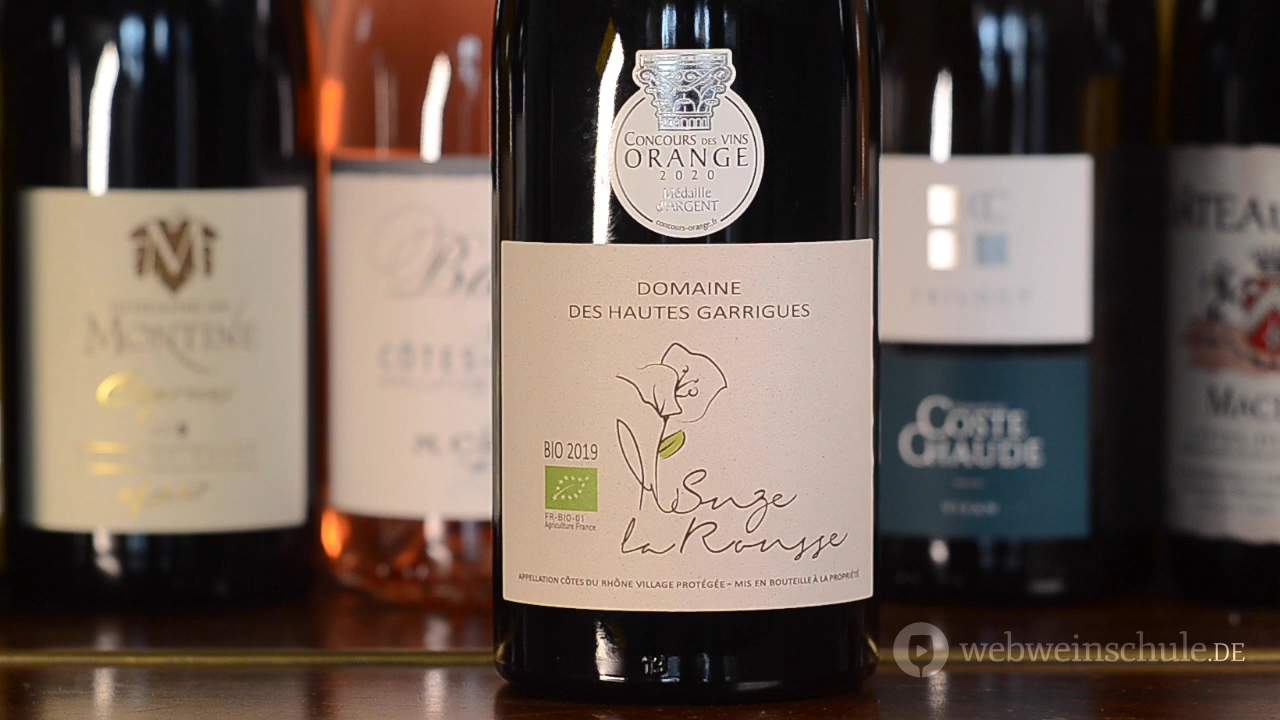 CONCOURS DES VINS
ORANGE
2020
Médaille
d'ARGENT
concours-orange.fr
DOMAINE
DES HAUTES GARRIGUES
BIO 2019
FR-BIO-01
Agriculture France
Suze
la Rousse
APPELLATION CÔTES DU RHÔNE VILLAGE PROTÉGÉE – MIS EN BOUTEILLE À LA PROPRIÉTÉ
MORTINE
CÔTES
TRILOGY
COSTE
CHAUDE
webweinschule.DE